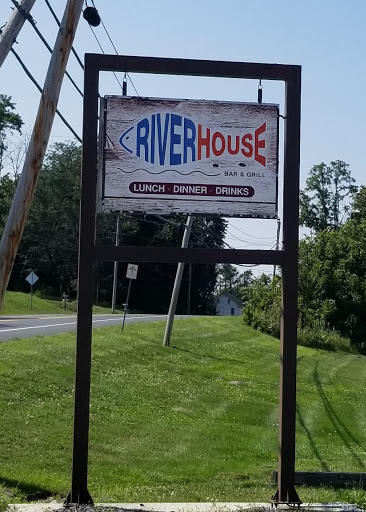 RIVERHOUSE
BAR & GRILL
LUNCH · DINNER · DRINKS